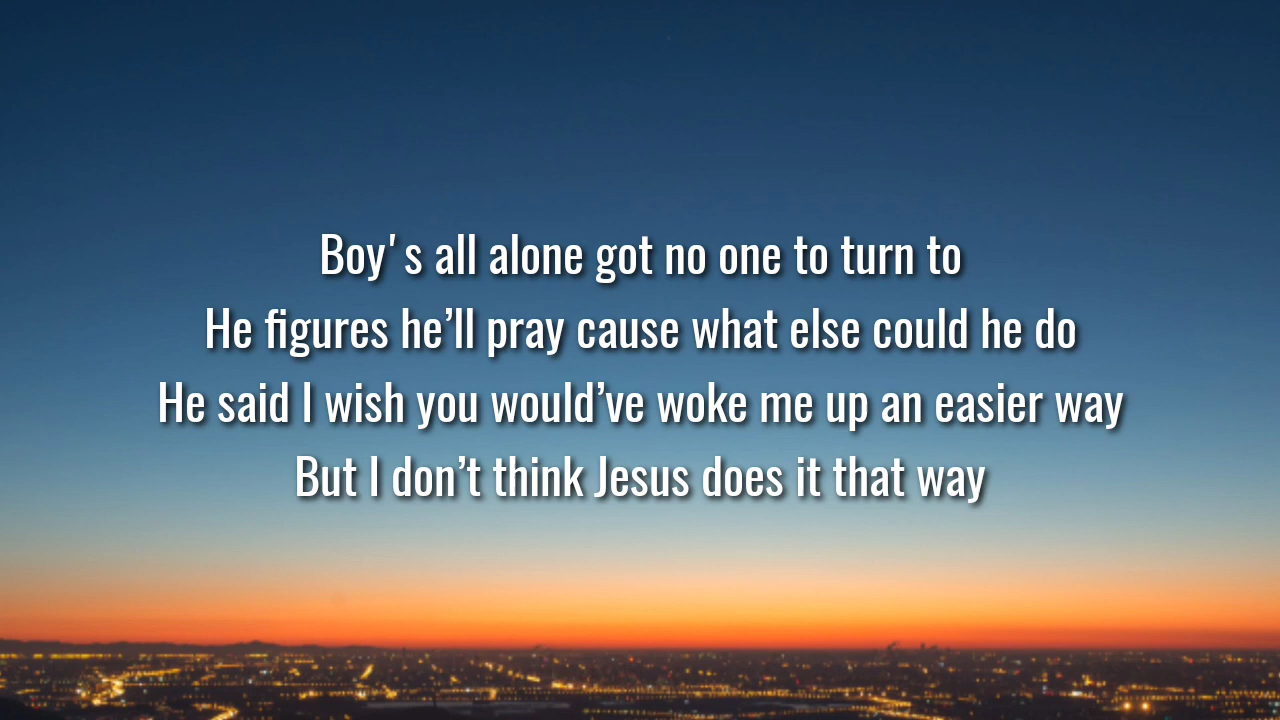 Boy's all alone got no one to turn to
He figures he’ll pray cause what else could he do
He said I wish you would’ve woke me up an easier way
But I don’t think Jesus does it that way